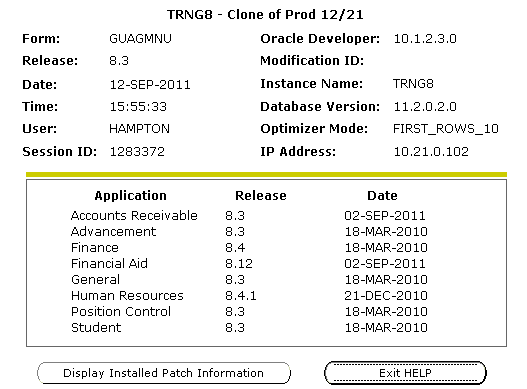 TRNG8 - Clone of Prod 12/21
Form: GUAGMNU Oracle Developer: 10.1.2.3.0
Release: 8.3 Modification ID:
Date: 12-SEP-2011 Instance Name: TRNG8
Time: 15:55:33 Database Version: 11.2.0.2.0
User: HAMPTON Optimizer Mode: FIRST_ROWS_10
Session ID: 1283372 IP Address: 10.21.0.102
Application Release Date
Accounts Receivable 8.3 02-SEP-2011
Advancement 8.3 18-MAR-2010
Finance 8.4 18-MAR-2010
Financial Aid 8.12 02-SEP-2011
General 8.3 18-MAR-2010
Human Resources 8.4.1 21-DEC-2010
Position Control 8.3 18-MAR-2010
Student 8.3 18-MAR-2010
Display Installed Patch Information Exit HELP